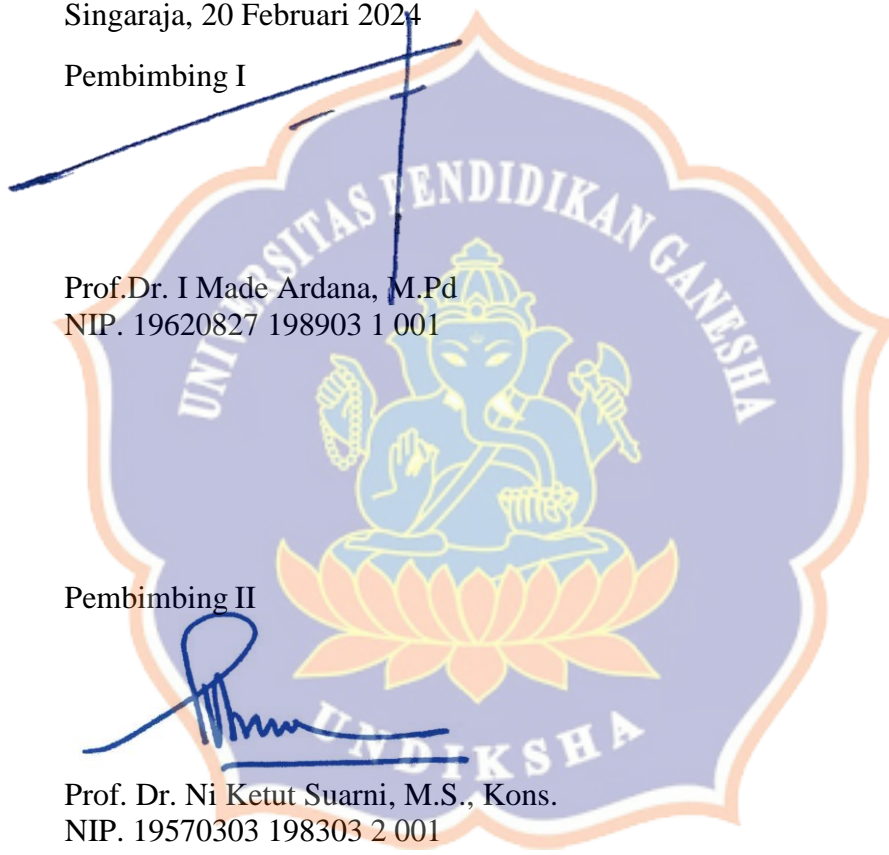 Singaraja, 20 Februari 2024
Pembimbing I
UNIVERSITAS PENDIDIKAN GANESHA
Prof.Dr. I Made Ardana, M.Pd
NIP. 19620827 198903 1 001
Pembimbing II
UNDIKSHA
Prof. Dr. Ni Ketut Suarni, M.S., Kons.
NIP. 19570303 198303 2 001